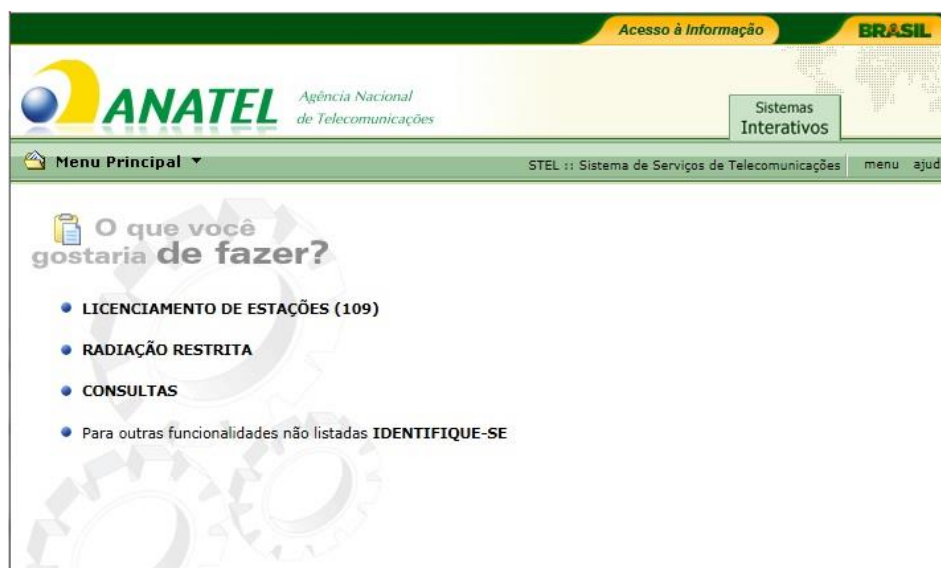 Acesso à Informação
BRASIL
ANATEL
Agência Nacional
de Telecomunicações
Sistemas
Interativos
Menu Principal
STEL :: Sistema de Serviços de Telecomunicações
menu
ajud
O que você
gostaria de fazer?
LICENCIAMENTO DE ESTAÇÕES (109)
RADIAÇÃO RESTRITA
CONSULTAS
Para outras funcionalidades não listadas IDENTIFIQUE-SE